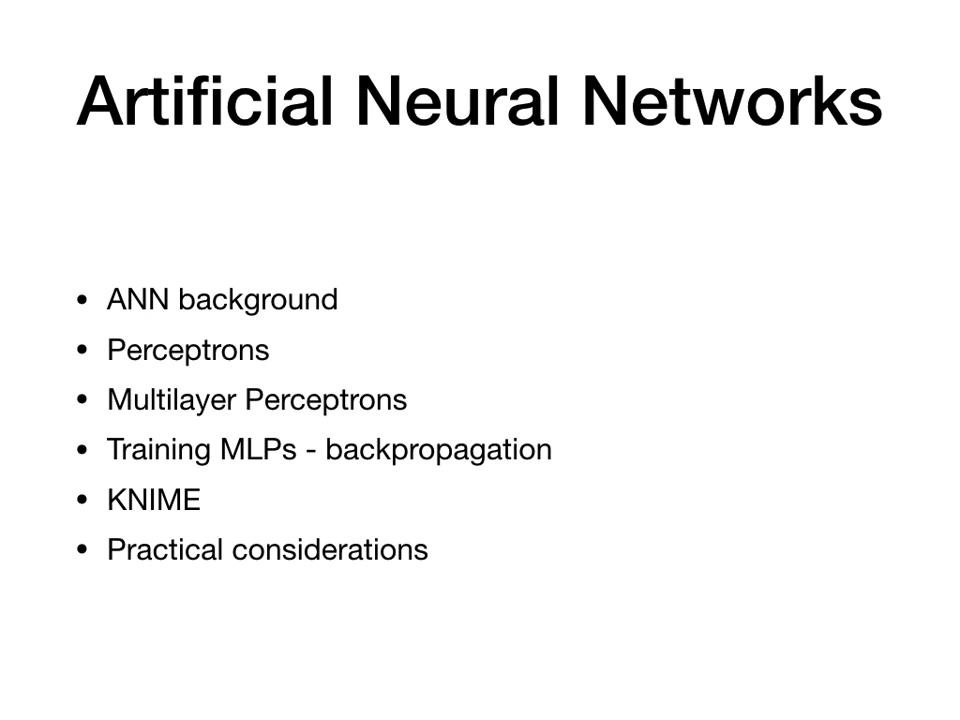 Artificial Neural Networks
• ANN background
• Perceptrons
• Multilayer Perceptrons
• Training MLPs - backpropagation
• KNIME
• Practical considerations